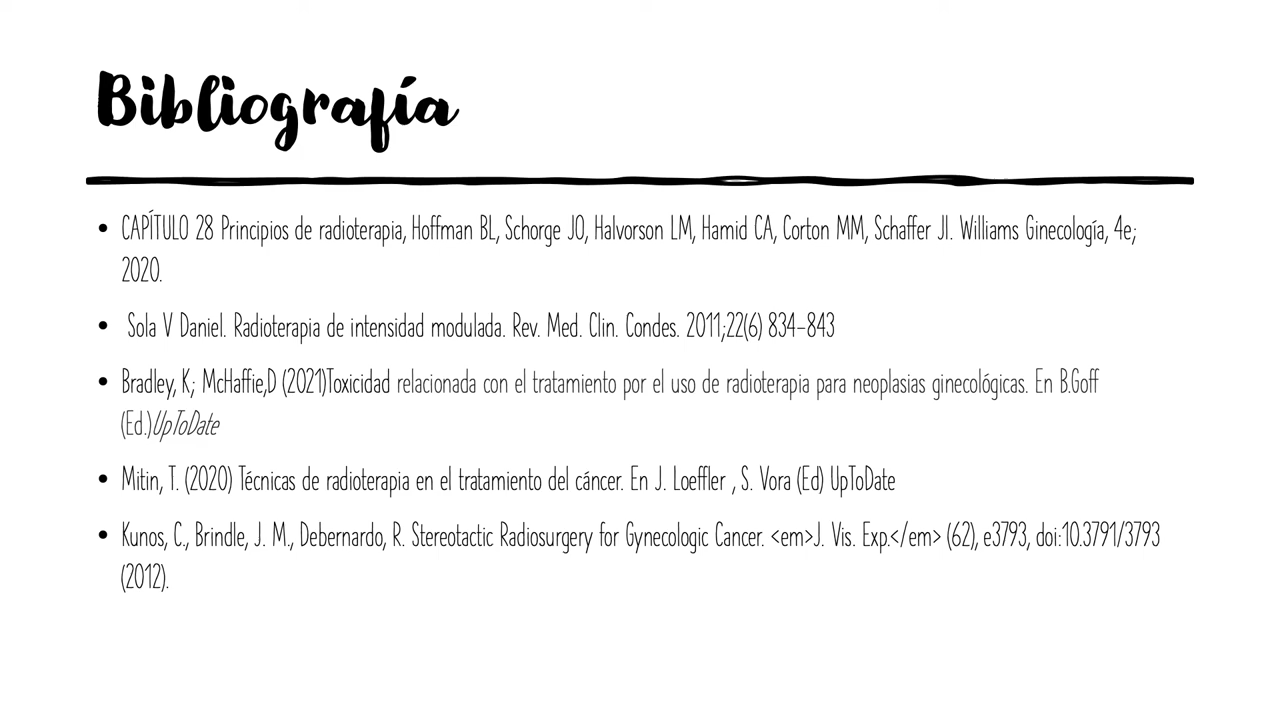 Bibliografía
• CAPÍTULO 28 Principios de radioterapia, Hoffman BL, Schorge JO, Halvorson LM, Hamid CA, Corton MM, Schaffer JI. Williams Ginecología, 4e;
2020.
• Sola V Daniel. Radioterapia de intensidad modulada. Rev. Med. Clin. Condes. 2011;22(6) 834-843
• Bradley, K; McHaffie,D (2021)Toxicidad relacionada con el tratamiento por el uso de radioterapia para neoplasias ginecológicas. En B.Goff
(Ed.)UpToDate
• Mitin, T. (2020) Técnicas de radioterapia en el tratamiento del cáncer. En J. Loeffler , S. Vora (Ed) UpToDate
• Kunos, C., Brindle, J. M., Debernardo, R. Stereotactic Radiosurgery for Gynecologic Cancer. <em>J. Vis. Exp.</em> (62), e3793, doi:10.3791/3793
(2012).